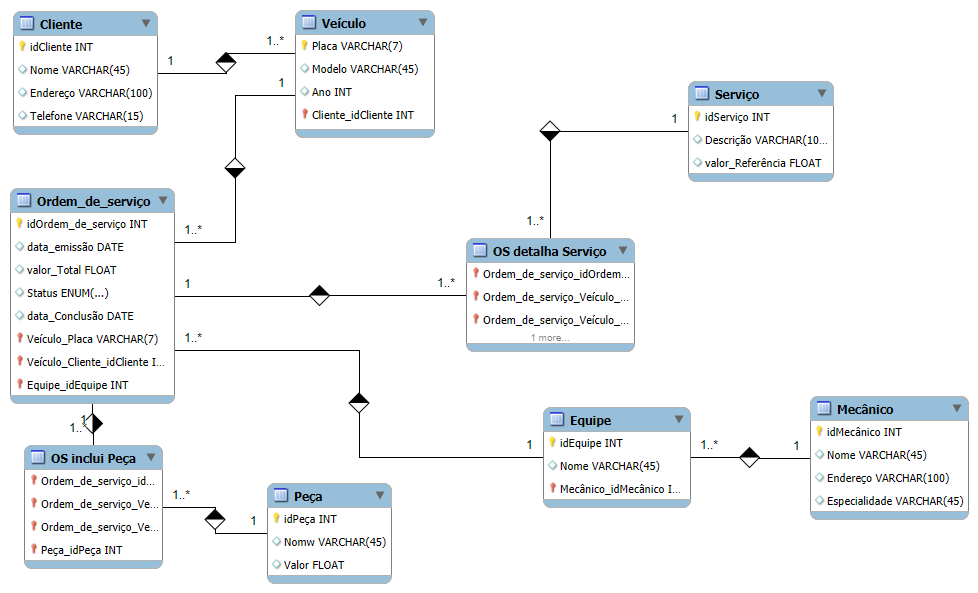 Cliente
idCliente INT
Nome VARCHAR(45)
Endereço VARCHAR(100)
Telefone VARCHAR(15)
1
1..*
Veículo
Placa VARCHAR(7)
Modelo VARCHAR(45)
Ano INT
Cliente_idCliente INT
1
1..*
Serviço
idServiço INT
Descrição VARCHAR(10...
valor_Referência FLOAT
1
1..*
Ordem_de_serviço
idOrdem_de_serviço INT
data_emissão DATE
valor_Total FLOAT
Status ENUM(...)
data_Conclusão DATE
Veículo_Placa VARCHAR(7)
Veículo_Cliente_idCliente I...
Equipe_idEquipe INT
1
1..*
OS detalha Serviço
Ordem_de_serviço_idOrdem...
Ordem_de_serviço_Veículo_...
Ordem_de_serviço_Veículo_...
1 more...
1..*
1
Equipe
idEquipe INT
Nome VARCHAR(45)
Mecânico_idMecânico I...
1..*
1
Mecânico
idMecânico INT
Nome VARCHAR(45)
Endereço VARCHAR(100)
Especialidade VARCHAR(45)
1
1..*
OS inclui Peça
Ordem_de_serviço_id...
Ordem_de_serviço_Ve...
Ordem_de_serviço_Ve...
Peça_idPeça INT
1..*
1
Peça
idPeça INT
Nomw VARCHAR(45)
Valor FLOAT